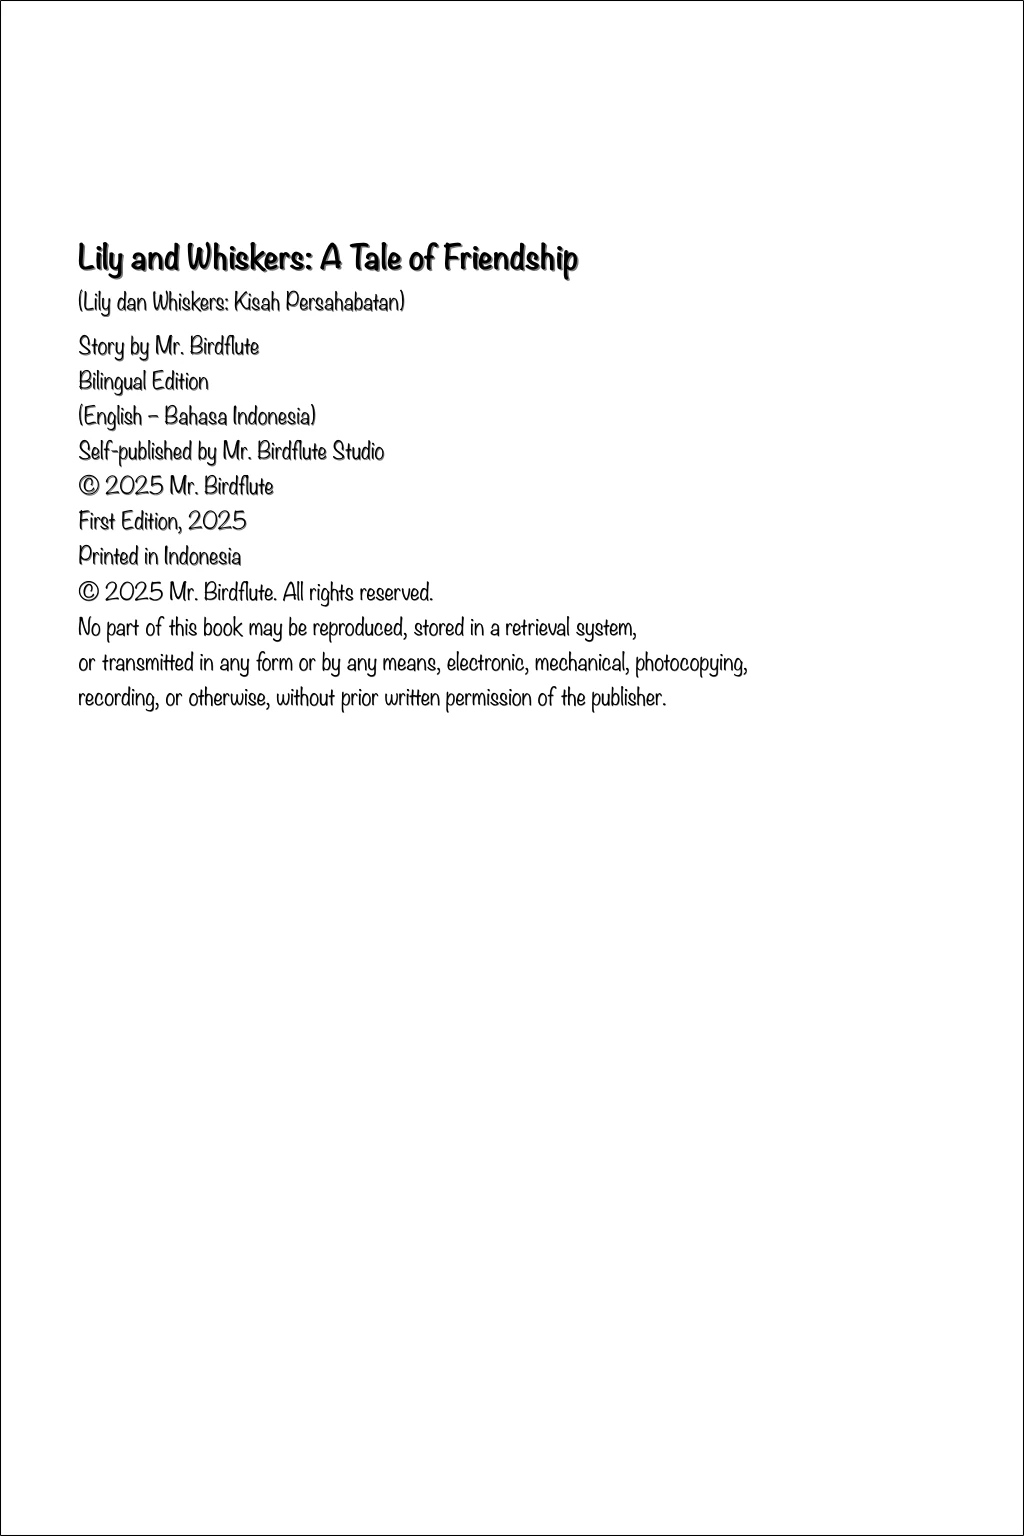 Lily and Whiskers: A Tale of Friendship
(Lily dan Whiskers: Kisah Persahabatan)
Story by Mr. Birdflute
Bilingual Edition
(English – Bahasa Indonesia)
Self-published by Mr. Birdflute Studio
© 2025 Mr. Birdflute
First Edition, 2025
Printed in Indonesia
© 2025 Mr. Birdflute. All rights reserved.
No part of this book may be reproduced, stored in a retrieval system,
or transmitted in any form or by any means, electronic, mechanical, photocopying,
recording, or otherwise, without prior written permission of the publisher.